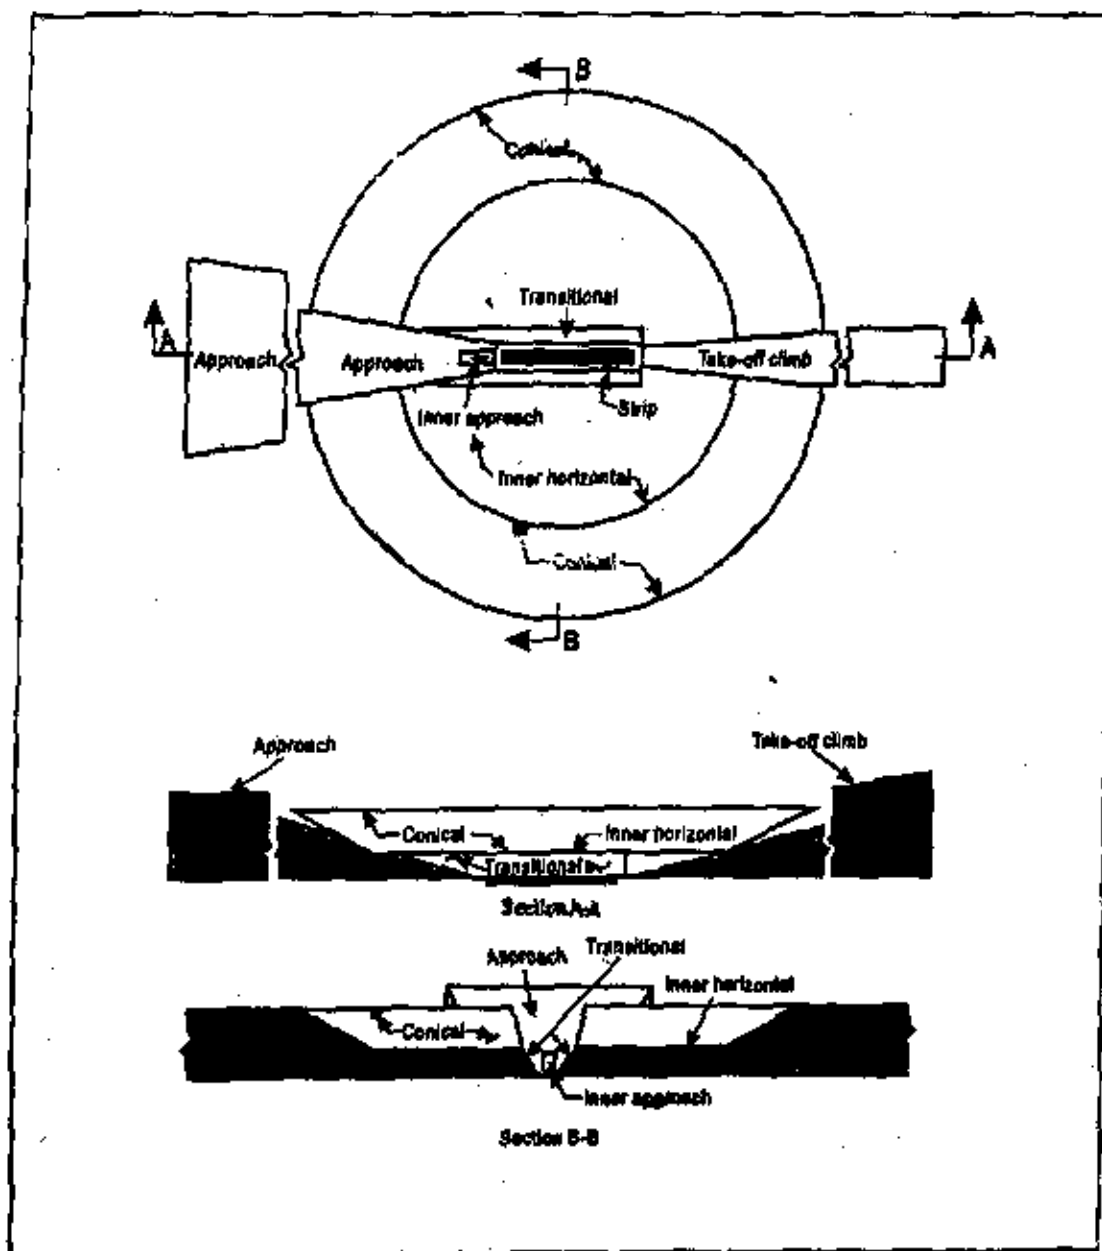 B
Conical
Transitional
A
Approach
Approach
Take-off climb
A
Inner approach
Strip
Inner horizontal
Conical
B
Approach
Take-off climb
Conical
Inner horizontal
Transitional
Section A-A
Approach
Transitional
Inner horizontal
Conical
Inner approach
Section B-B